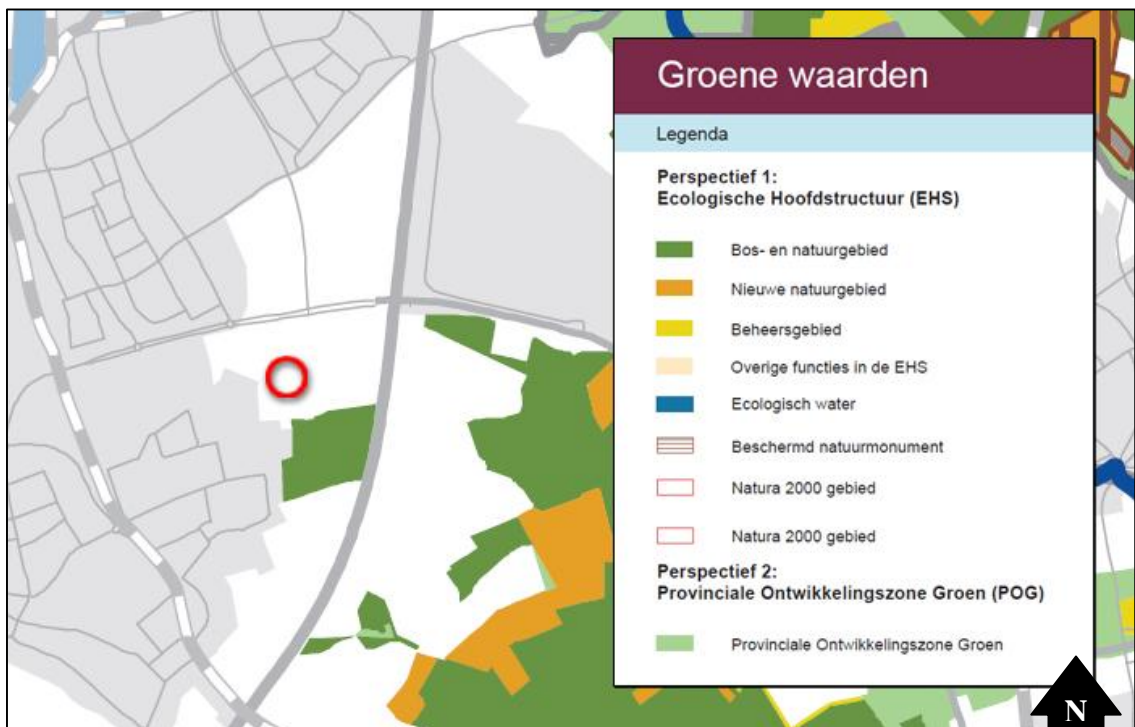 Groene waarden
Legenda
Perspectief 1:
Ecologische Hoofdstructuur (EHS)
Bos- en natuurgebied
Nieuwe natuurgebied
Beheersgebied
Overige functies in de EHS
Ecologisch water
Beschermd natuurmonument
Natura 2000 gebied
Natura 2000 gebied
Perspectief 2:
Provinciale Ontwikkelingszone Groen (POG)
Provinciale Ontwikkelingszone Groen
N